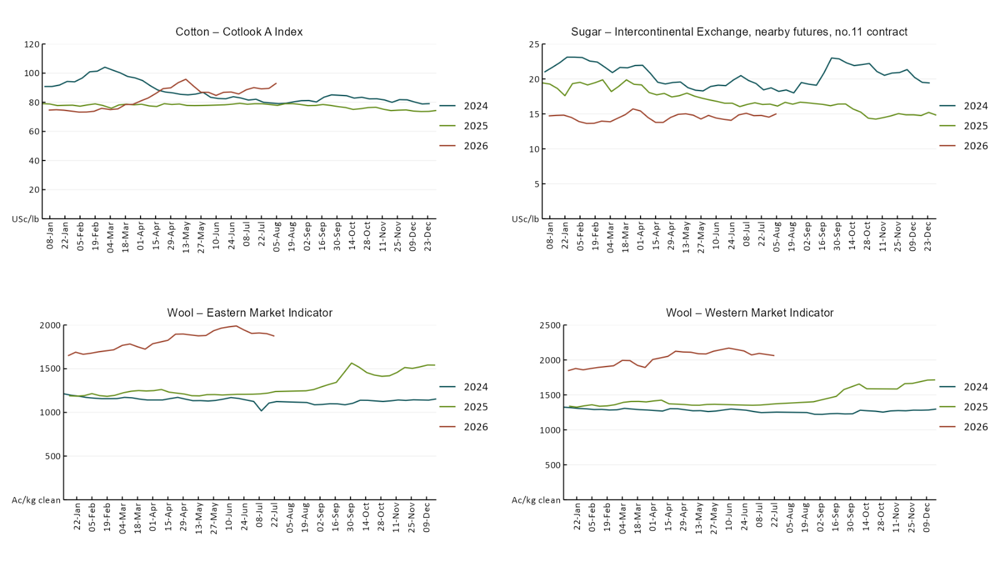 Cotton – Cotlook A Index
120
100
80
60
40
20
USc/lb
08-Jan
22-Jan
05-Feb
19-Feb
04-Mar
18-Mar
01-Apr
15-Apr
29-Apr
13-May
27-May
10-Jun
24-Jun
08-Jul
22-Jul
05-Aug
19-Aug
02-Sep
16-Sep
30-Sep
14-Oct
28-Oct
11-Nov
25-Nov
09-Dec
23-Dec
2024
2025
2026
Sugar – Intercontinental Exchange, nearby futures, no.11 contract
25
20
15
10
5
USc/lb
08-Jan
22-Jan
05-Feb
19-Feb
04-Mar
18-Mar
01-Apr
15-Apr
29-Apr
13-May
27-May
10-Jun
24-Jun
08-Jul
22-Jul
05-Aug
19-Aug
02-Sep
16-Sep
30-Sep
14-Oct
28-Oct
11-Nov
25-Nov
09-Dec
23-Dec
2024
2025
2026
Wool – Eastern Market Indicator
2000
1500
1000
500
Ac/kg clean
22-Jan
05-Feb
19-Feb
04-Mar
18-Mar
01-Apr
15-Apr
29-Apr
13-May
27-May
10-Jun
24-Jun
08-Jul
22-Jul
05-Aug
19-Aug
02-Sep
16-Sep
30-Sep
14-Oct
28-Oct
11-Nov
25-Nov
09-Dec
2024
2025
2026
Wool – Western Market Indicator
2500
2000
1500
1000
500
Ac/kg clean
22-Jan
05-Feb
19-Feb
04-Mar
18-Mar
01-Apr
15-Apr
29-Apr
13-May
27-May
10-Jun
24-Jun
08-Jul
22-Jul
05-Aug
19-Aug
02-Sep
16-Sep
30-Sep
14-Oct
28-Oct
11-Nov
25-Nov
09-Dec
2024
2025
2026